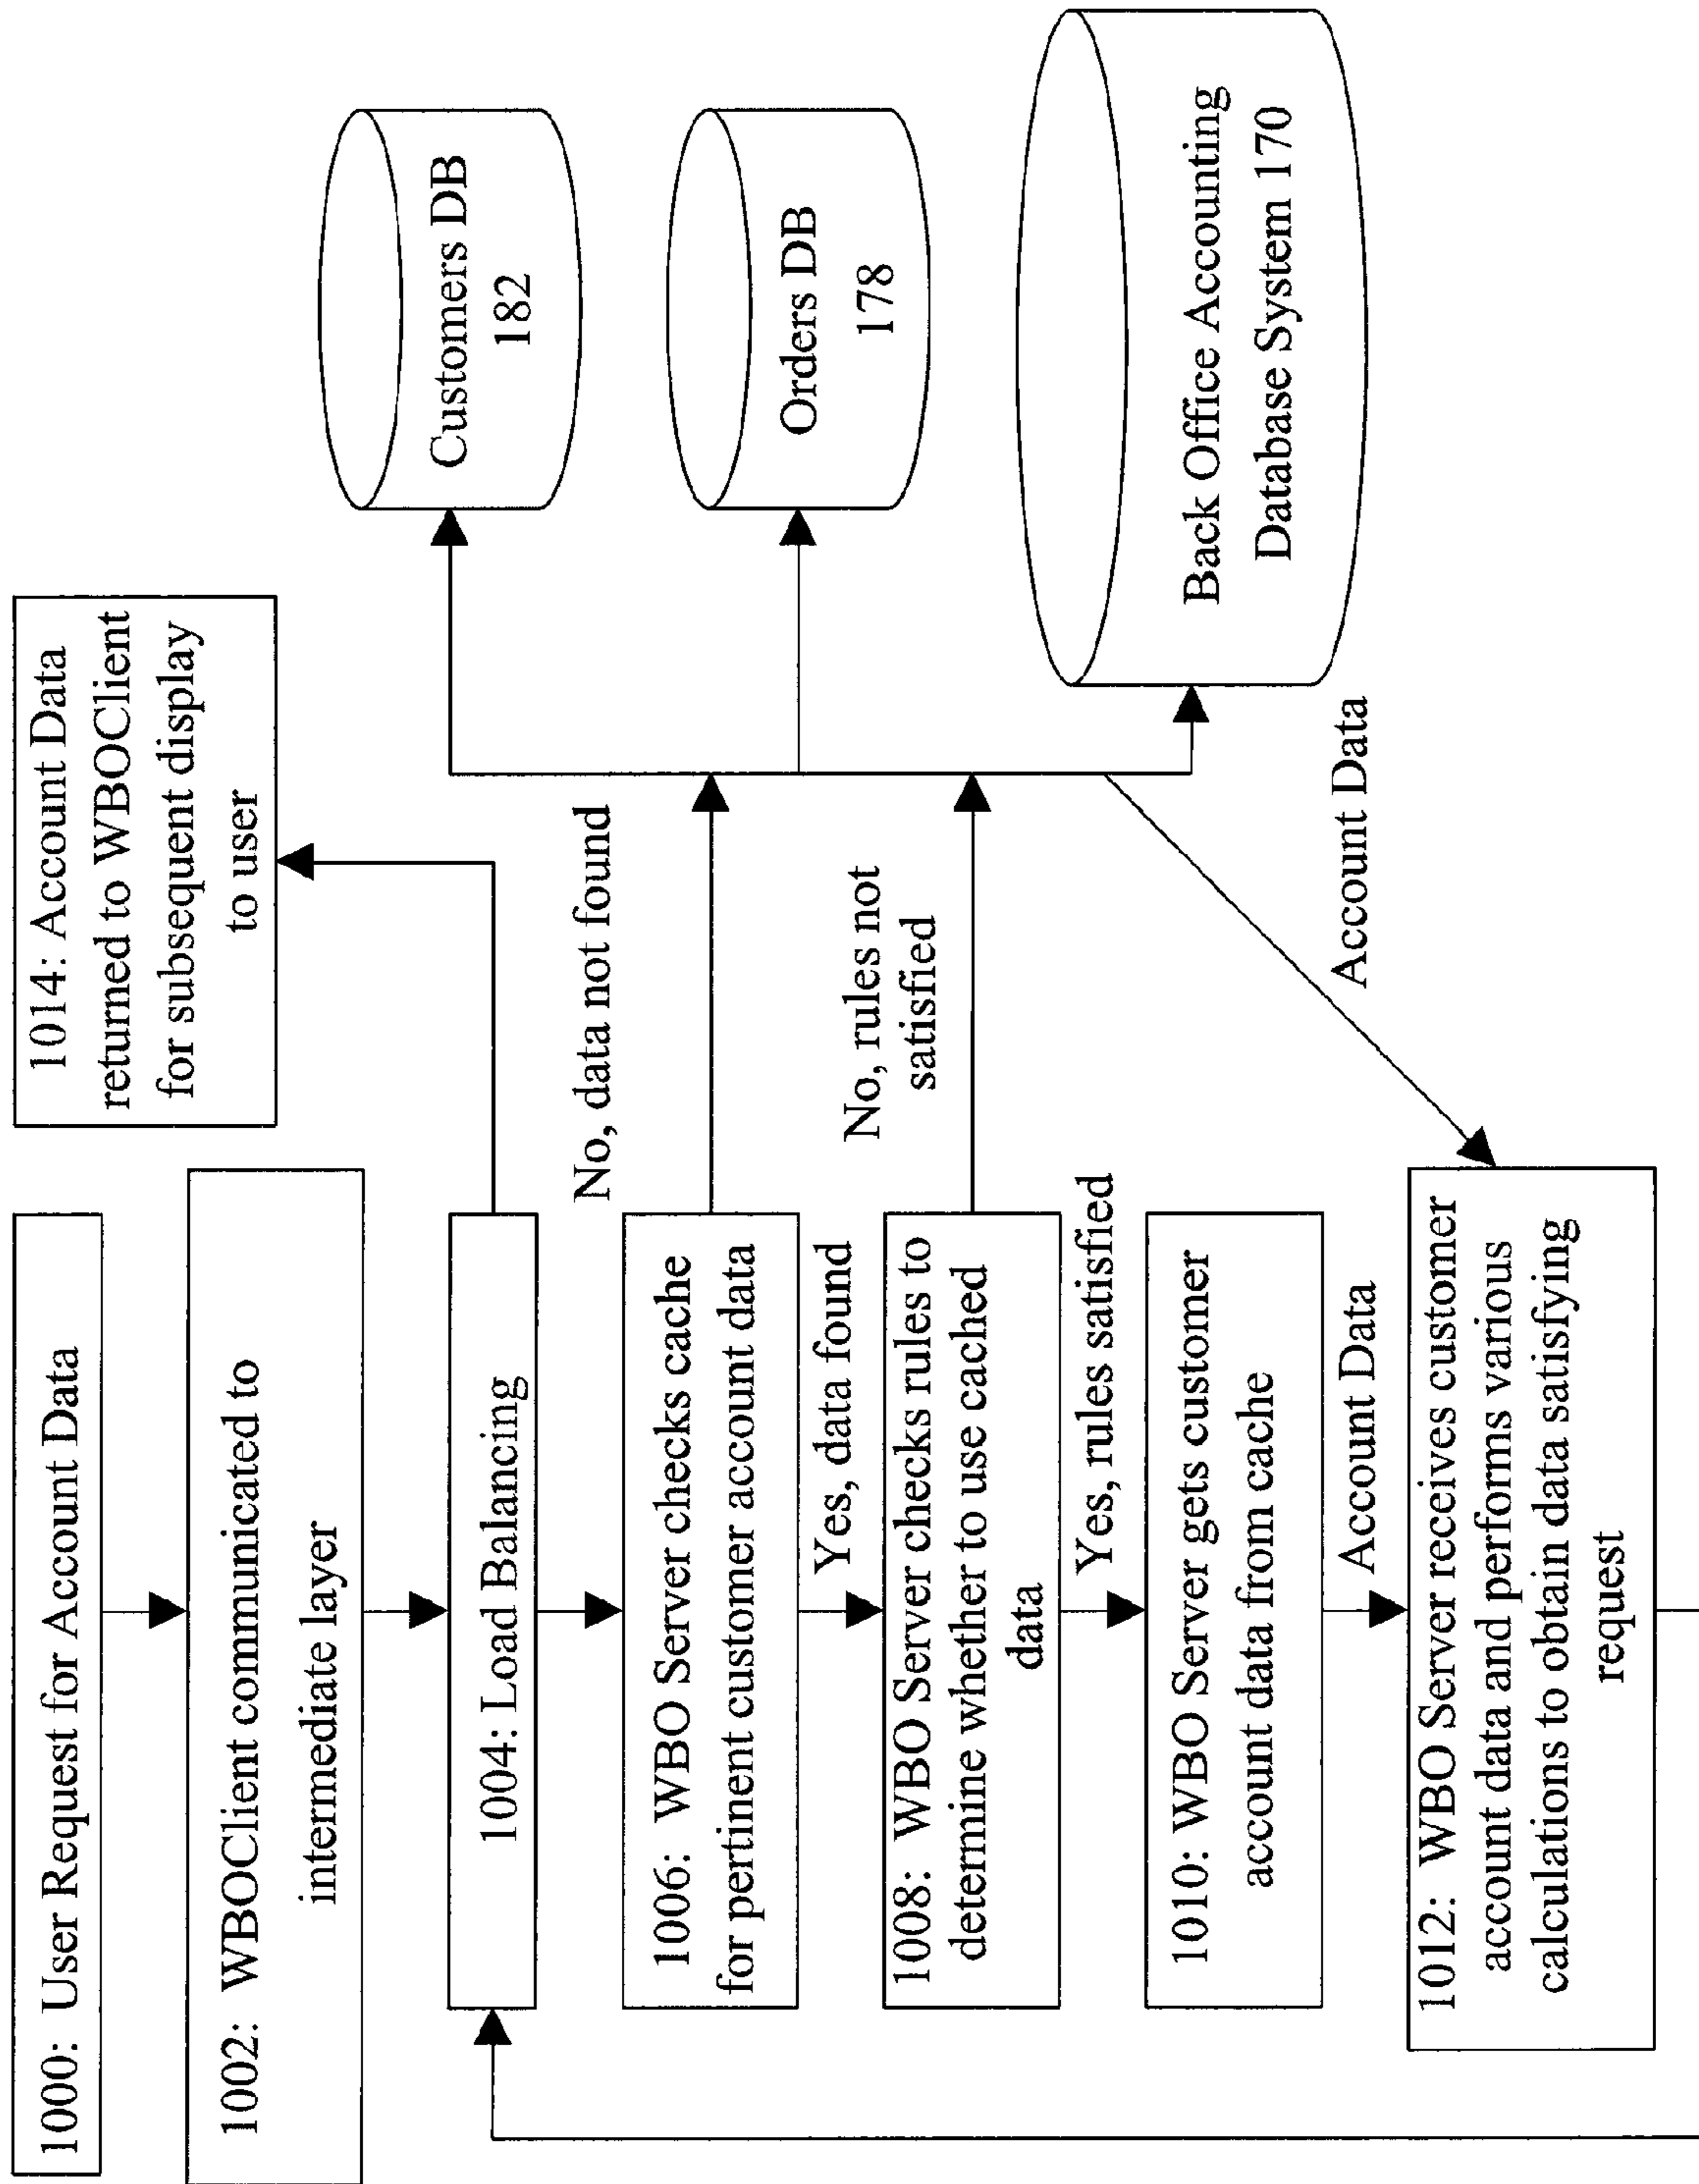 1000: User Request for Account Data
1002: WBOClient communicated to
intermediate layer
1004: Load Balancing
1014: Account Data
returned to WBOClient
for subsequent display
to user
1006: WBO Server checks cache
for pertinent customer account data
No, data not found
Yes, data found
1008: WBO Server checks rules to
determine whether to use cached
data
No, rules not
satisfied
Yes, rules satisfied
1010: WBO Server gets customer
account data from cache
Account Data
1012: WBO Server receives customer
account data and performs various
calculations to obtain data satisfying
request
Account Data
Customers DB
182
Orders DB
178
Back Office Accounting
Database System 170